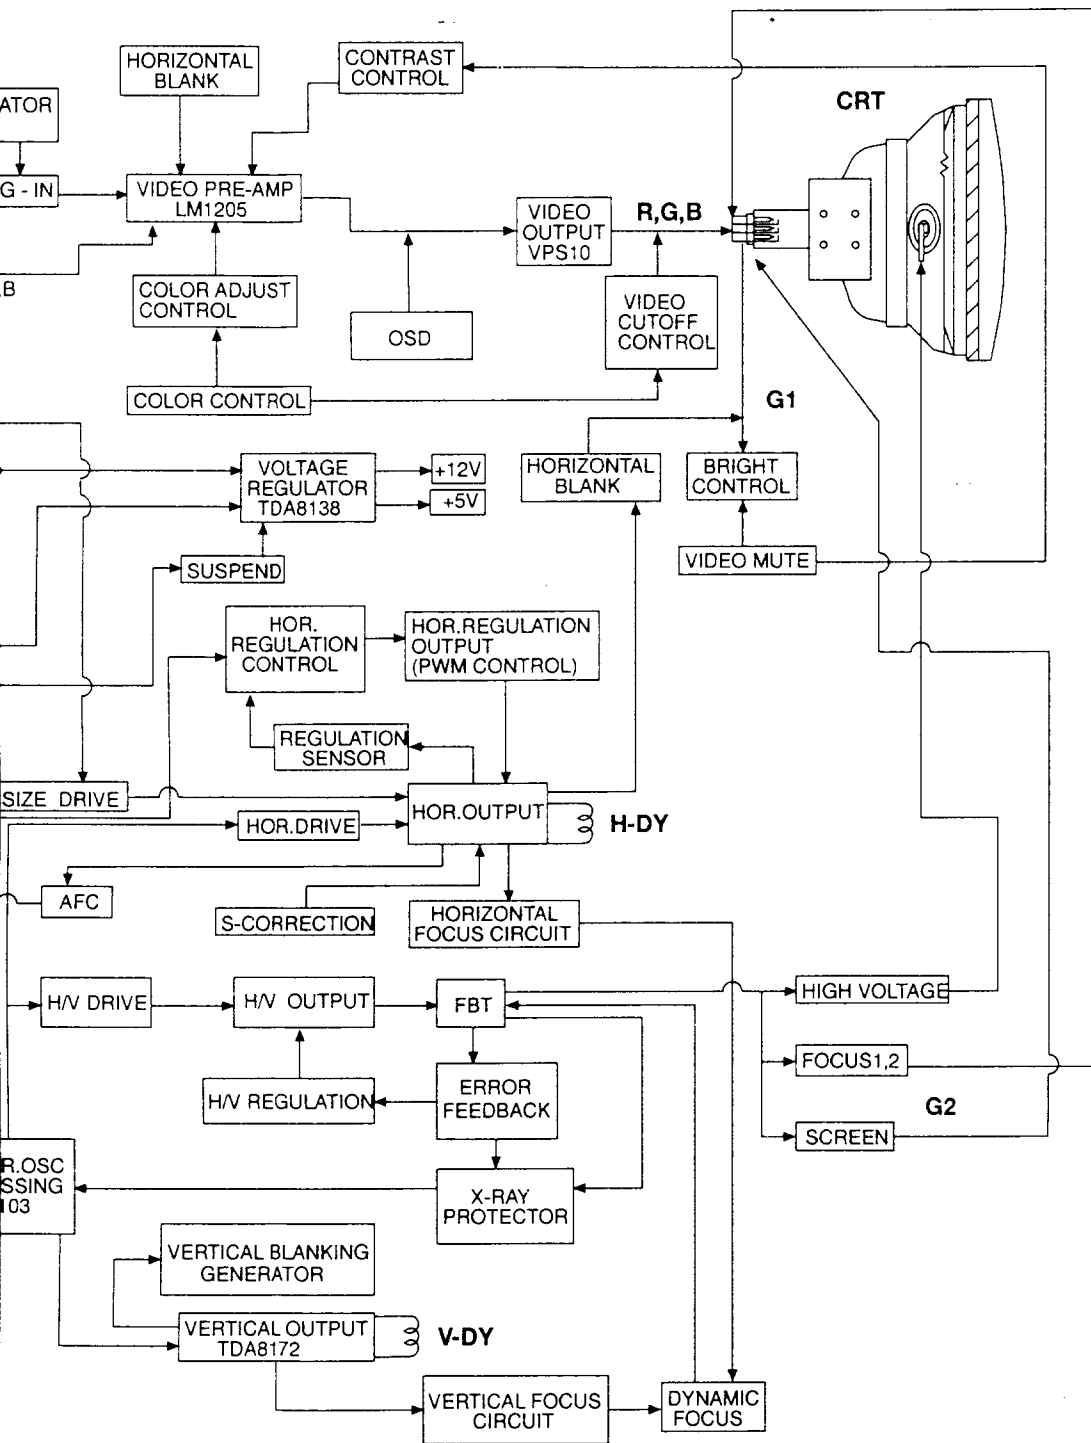 HORIZONTAL
BLANK
CONTRAST
CONTROL
CRT
ATOR
G - IN
VIDEO PRE-AMP
LM1205
VIDEO
OUTPUT
VPS10
R,G,B
B
COLOR ADJUST
CONTROL
OSD
VIDEO
CUTOFF
CONTROL
COLOR CONTROL
G1
VOLTAGE
REGULATOR
TDA8138
+12V
+5V
HORIZONTAL
BLANK
BRIGHT
CONTROL
SUSPEND
VIDEO MUTE
HOR.
REGULATION
CONTROL
HOR.REGULATION
OUTPUT
(PWM CONTROL)
REGULATION
SENSOR
SIZE DRIVE
HOR.OUTPUT
H-DY
HOR.DRIVE
AFC
S-CORRECTION
HORIZONTAL
FOCUS CIRCUIT
H/V DRIVE
H/V OUTPUT
FBT
HIGH VOLTAGE
FOCUS1,2
H/V REGULATION
ERROR
FEEDBACK
G2
SCREEN
R.OSC
SSING
103
X-RAY
PROTECTOR
VERTICAL BLANKING
GENERATOR
VERTICAL OUTPUT
TDA8172
V-DY
VERTICAL FOCUS
CIRCUIT
DYNAMIC
FOCUS